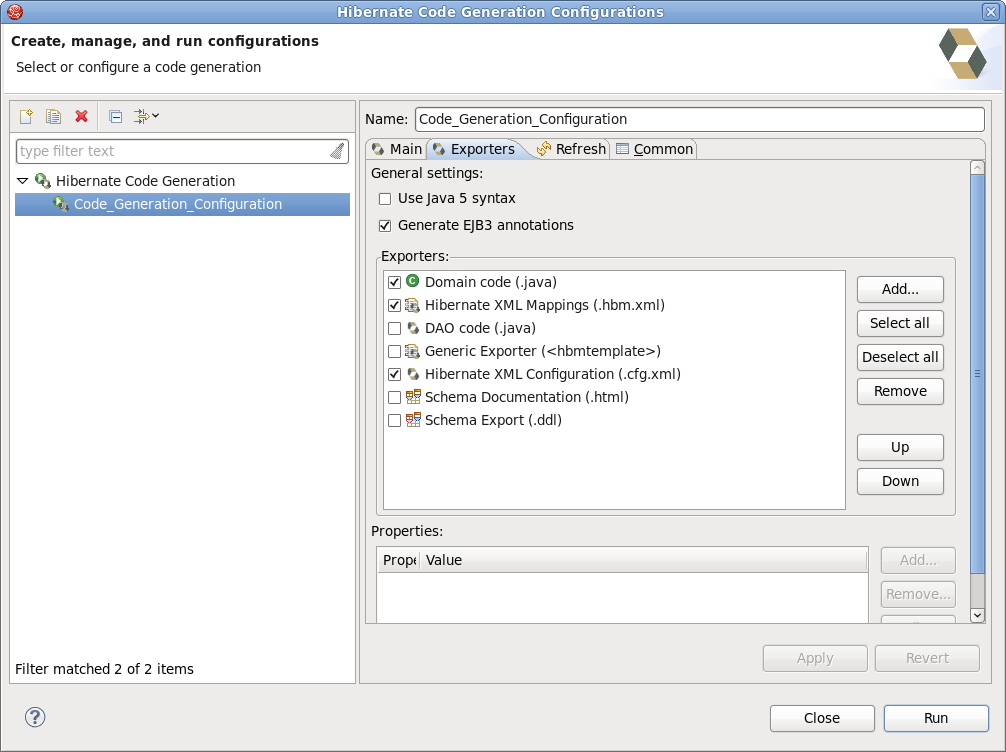 Hibernate Code Generation Configurations
Create, manage, and run configurations
Select or configure a code generation
type filter text
Hibernate Code Generation
Code_Generation_Configuration
Filter matched 2 of 2 items
Name: Code_Generation_Configuration
Main Exporters Refresh Common
General settings:
Use Java 5 syntax
Generate EJB3 annotations
Exporters:
Domain code (.java)
Hibernate XML Mappings (.hbm.xml)
DAO code (.java)
Generic Exporter (<hbmtemplate>)
Hibernate XML Configuration (.cfg.xml)
Schema Documentation (.html)
Schema Export (.ddl)
Add...
Select all
Deselect all
Remove
Up
Down
Properties:
Prope Value
Add...
Remove...
Apply Revert
? Close Run